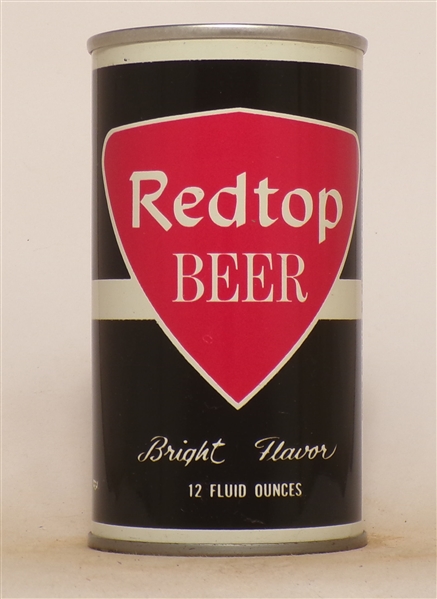 Redtop
BEER
Bright Flavor
12 FLUID OUNCES